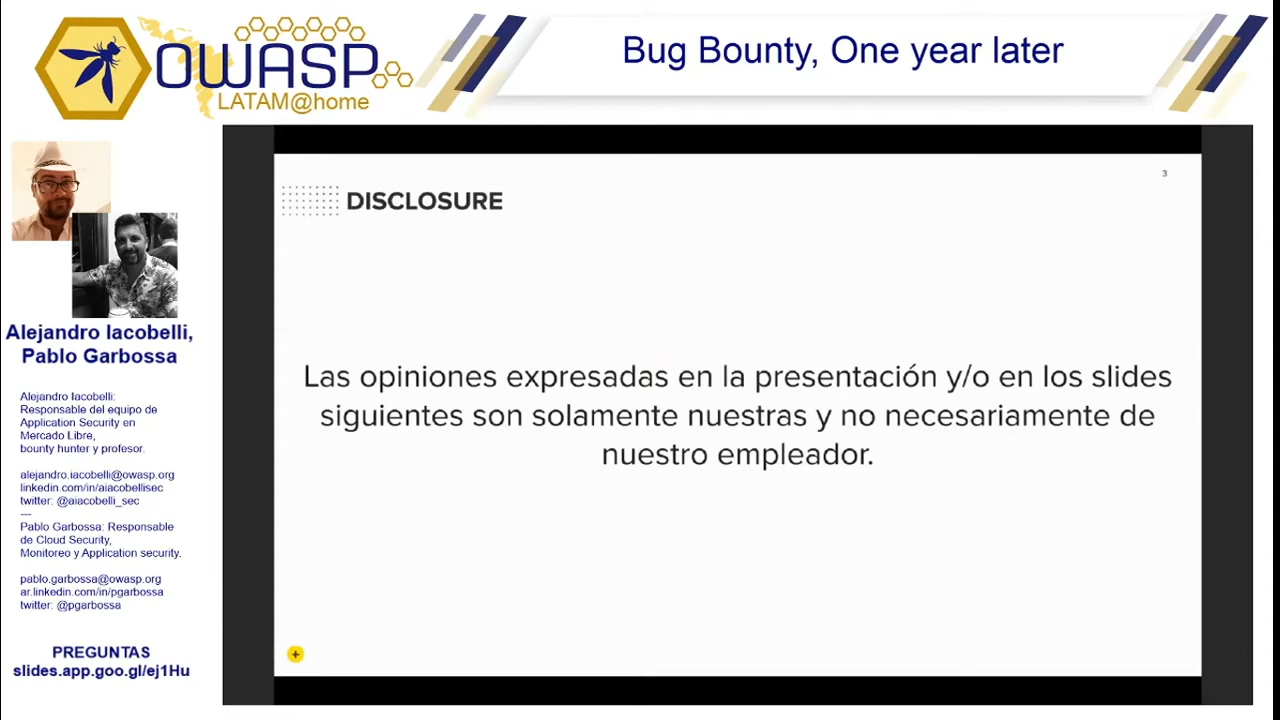 OWASP
LATAM@home
Bug Bounty, One year later
Alejandro Iacobelli,
Pablo Garbossa
Alejandro Iacobelli:
Responsable del equipo de
Application Security en
Mercado Libre,
bounty hunter y profesor.
alejandro.iacobelli@owasp.org
linkedin.com/in/aiacobellisec
twitter: @aiacobelli_sec
---
Pablo Garbossa: Responsable
de Cloud Security,
Monitoreo y Application security.
pablo.garbossa@owasp.org
ar.linkedin.com/in/pgarbossa
twitter: @pgarbossa
PREGUNTAS
slides.app.goo.gl/ej1Hu
3
DISCLOSURE
Las opiniones expresadas en la presentación y/o en los slides
siguientes son solamente nuestras y no necesariamente de
nuestro empleador.
+